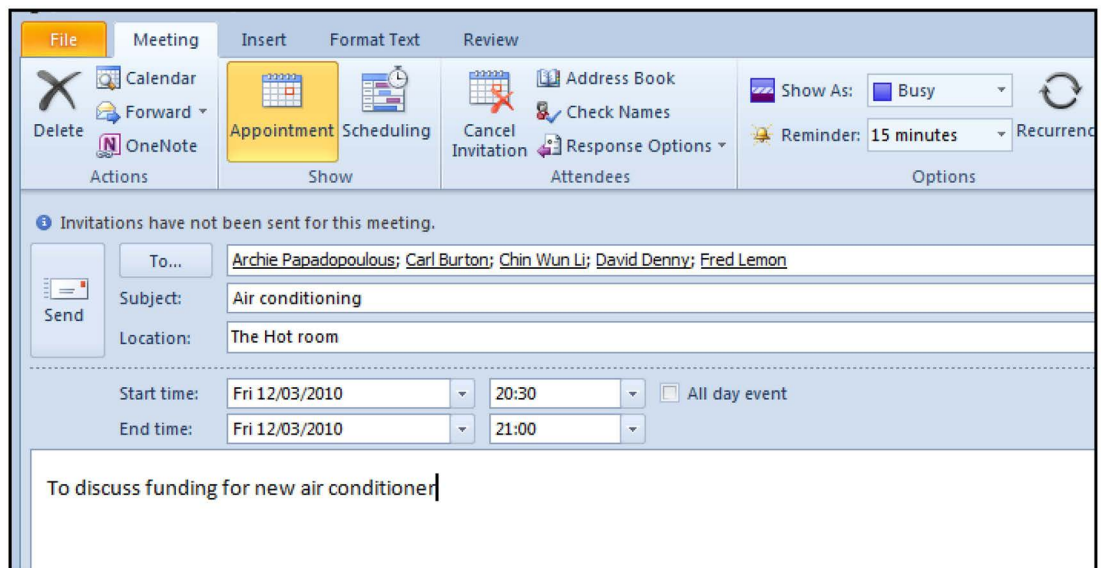 File Meeting Insert Format Text Review
Delete
Calendar
Forward
OneNote
Actions
Appointment Scheduling
Show
Cancel
Invitation
Address Book
Check Names
Response Options
Attendees
Show As: Busy
Reminder: 15 minutes
Recurrenc
Options
Invitations have not been sent for this meeting.
Send
To... Archie Papadopoulous; Carl Burton; Chin Wun Li; David Denny; Fred Lemon
Subject: Air conditioning
Location: The Hot room
Start time: Fri 12/03/2010 20:30 All day event
End time: Fri 12/03/2010 21:00
To discuss funding for new air conditioner